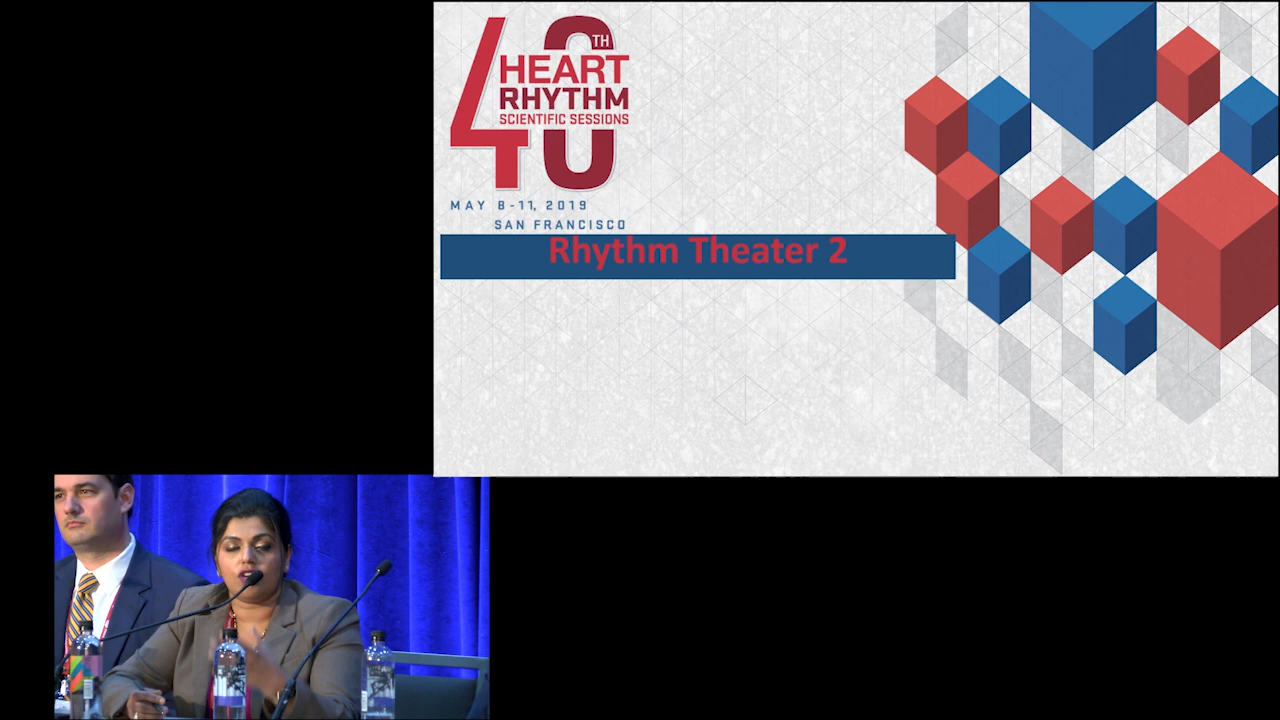 40TH
HEART
RHYTHM
SCIENTIFIC SESSIONS
MAY 8-11, 2019
SAN FRANCISCO
Rhythm Theater 2